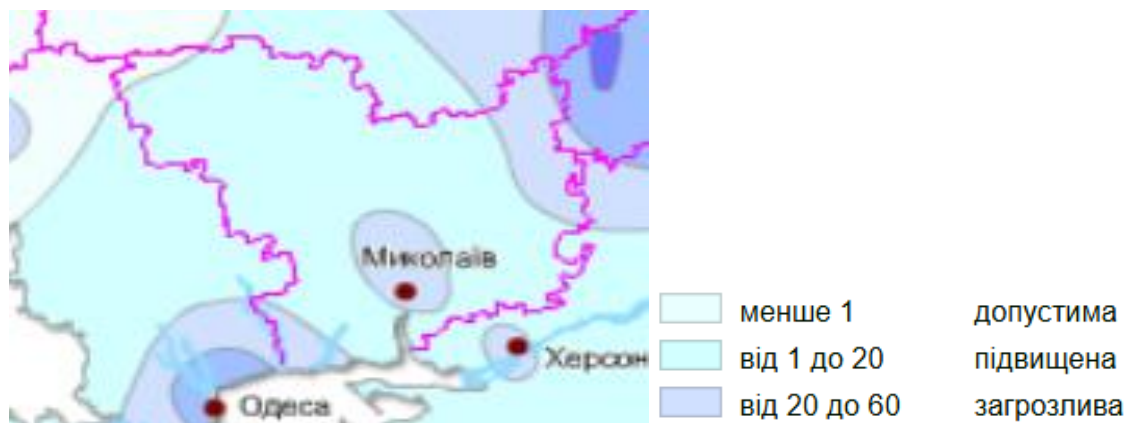 Миколаїв
Херсон
Одеса
менше 1 допустима
від 1 до 20 підвищена
від 20 до 60 загрозлива